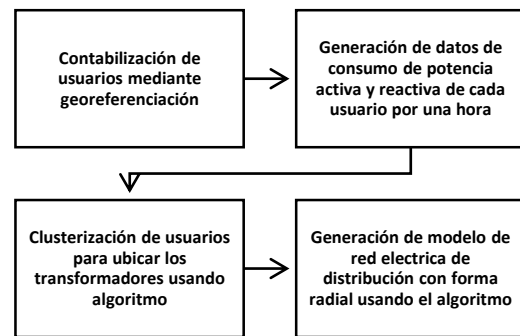 Contabilización de
usuarios mediante
georeferenciación
Generación de datos de
consumo de potencia
activa y reactiva de cada
usuario por una hora
Clusterización de usuarios
para ubicar los
transformadores usando
algoritmo
Generación de modelo de
red electrica de
distribución con forma
radial usando el algoritmo